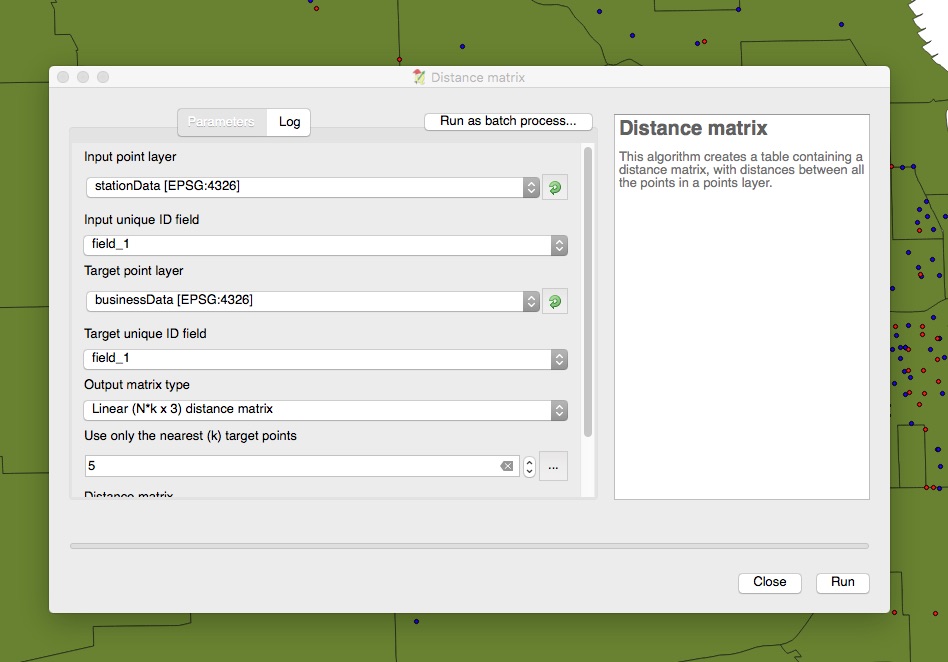 Distance matrix
Parameters
Log
Run as batch process...
Input point layer
stationData [EPSG:4326]
Input unique ID field
field_1
Target point layer
businessData [EPSG:4326]
Target unique ID field
field_1
Output matrix type
Linear (N*k x 3) distance matrix
Use only the nearest (k) target points
5
...
Distance matrix
Distance matrix
This algorithm creates a table containing a
distance matrix, with distances between all
the points in a points layer.
Close
Run